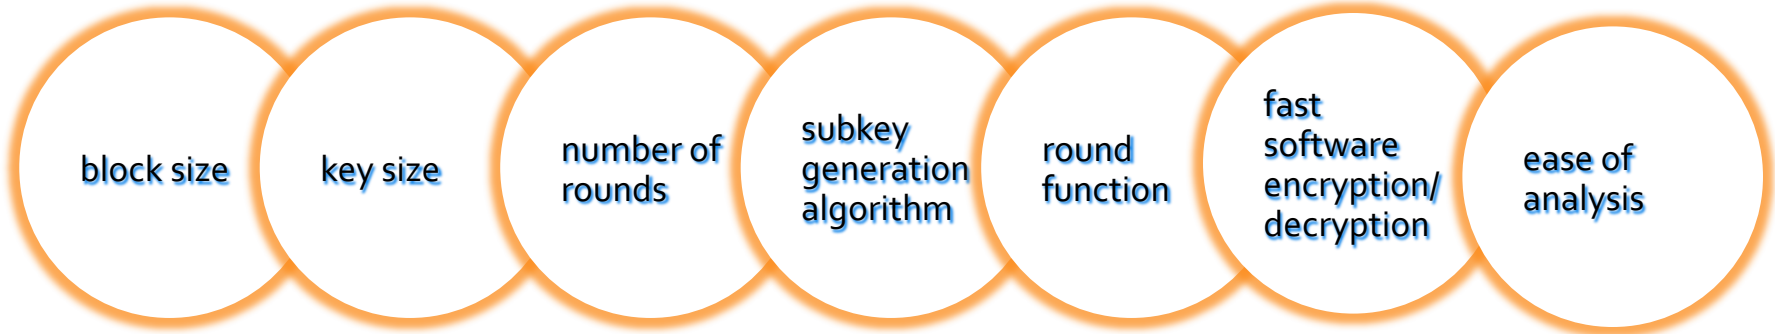 block size
key size
number of
rounds
subkey
generation
algorithm
round
function
fast
software
encryption/
decryption
ease of
analysis